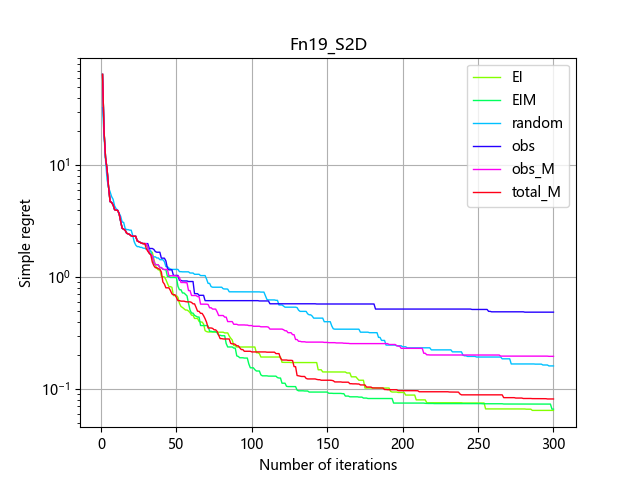 Fn19_S2D
Simple regret
10¹
10⁰
10⁻¹
0 50 100 150 200 250 300
Number of iterations
EI
EIM
random
obs
obs_M
total_M